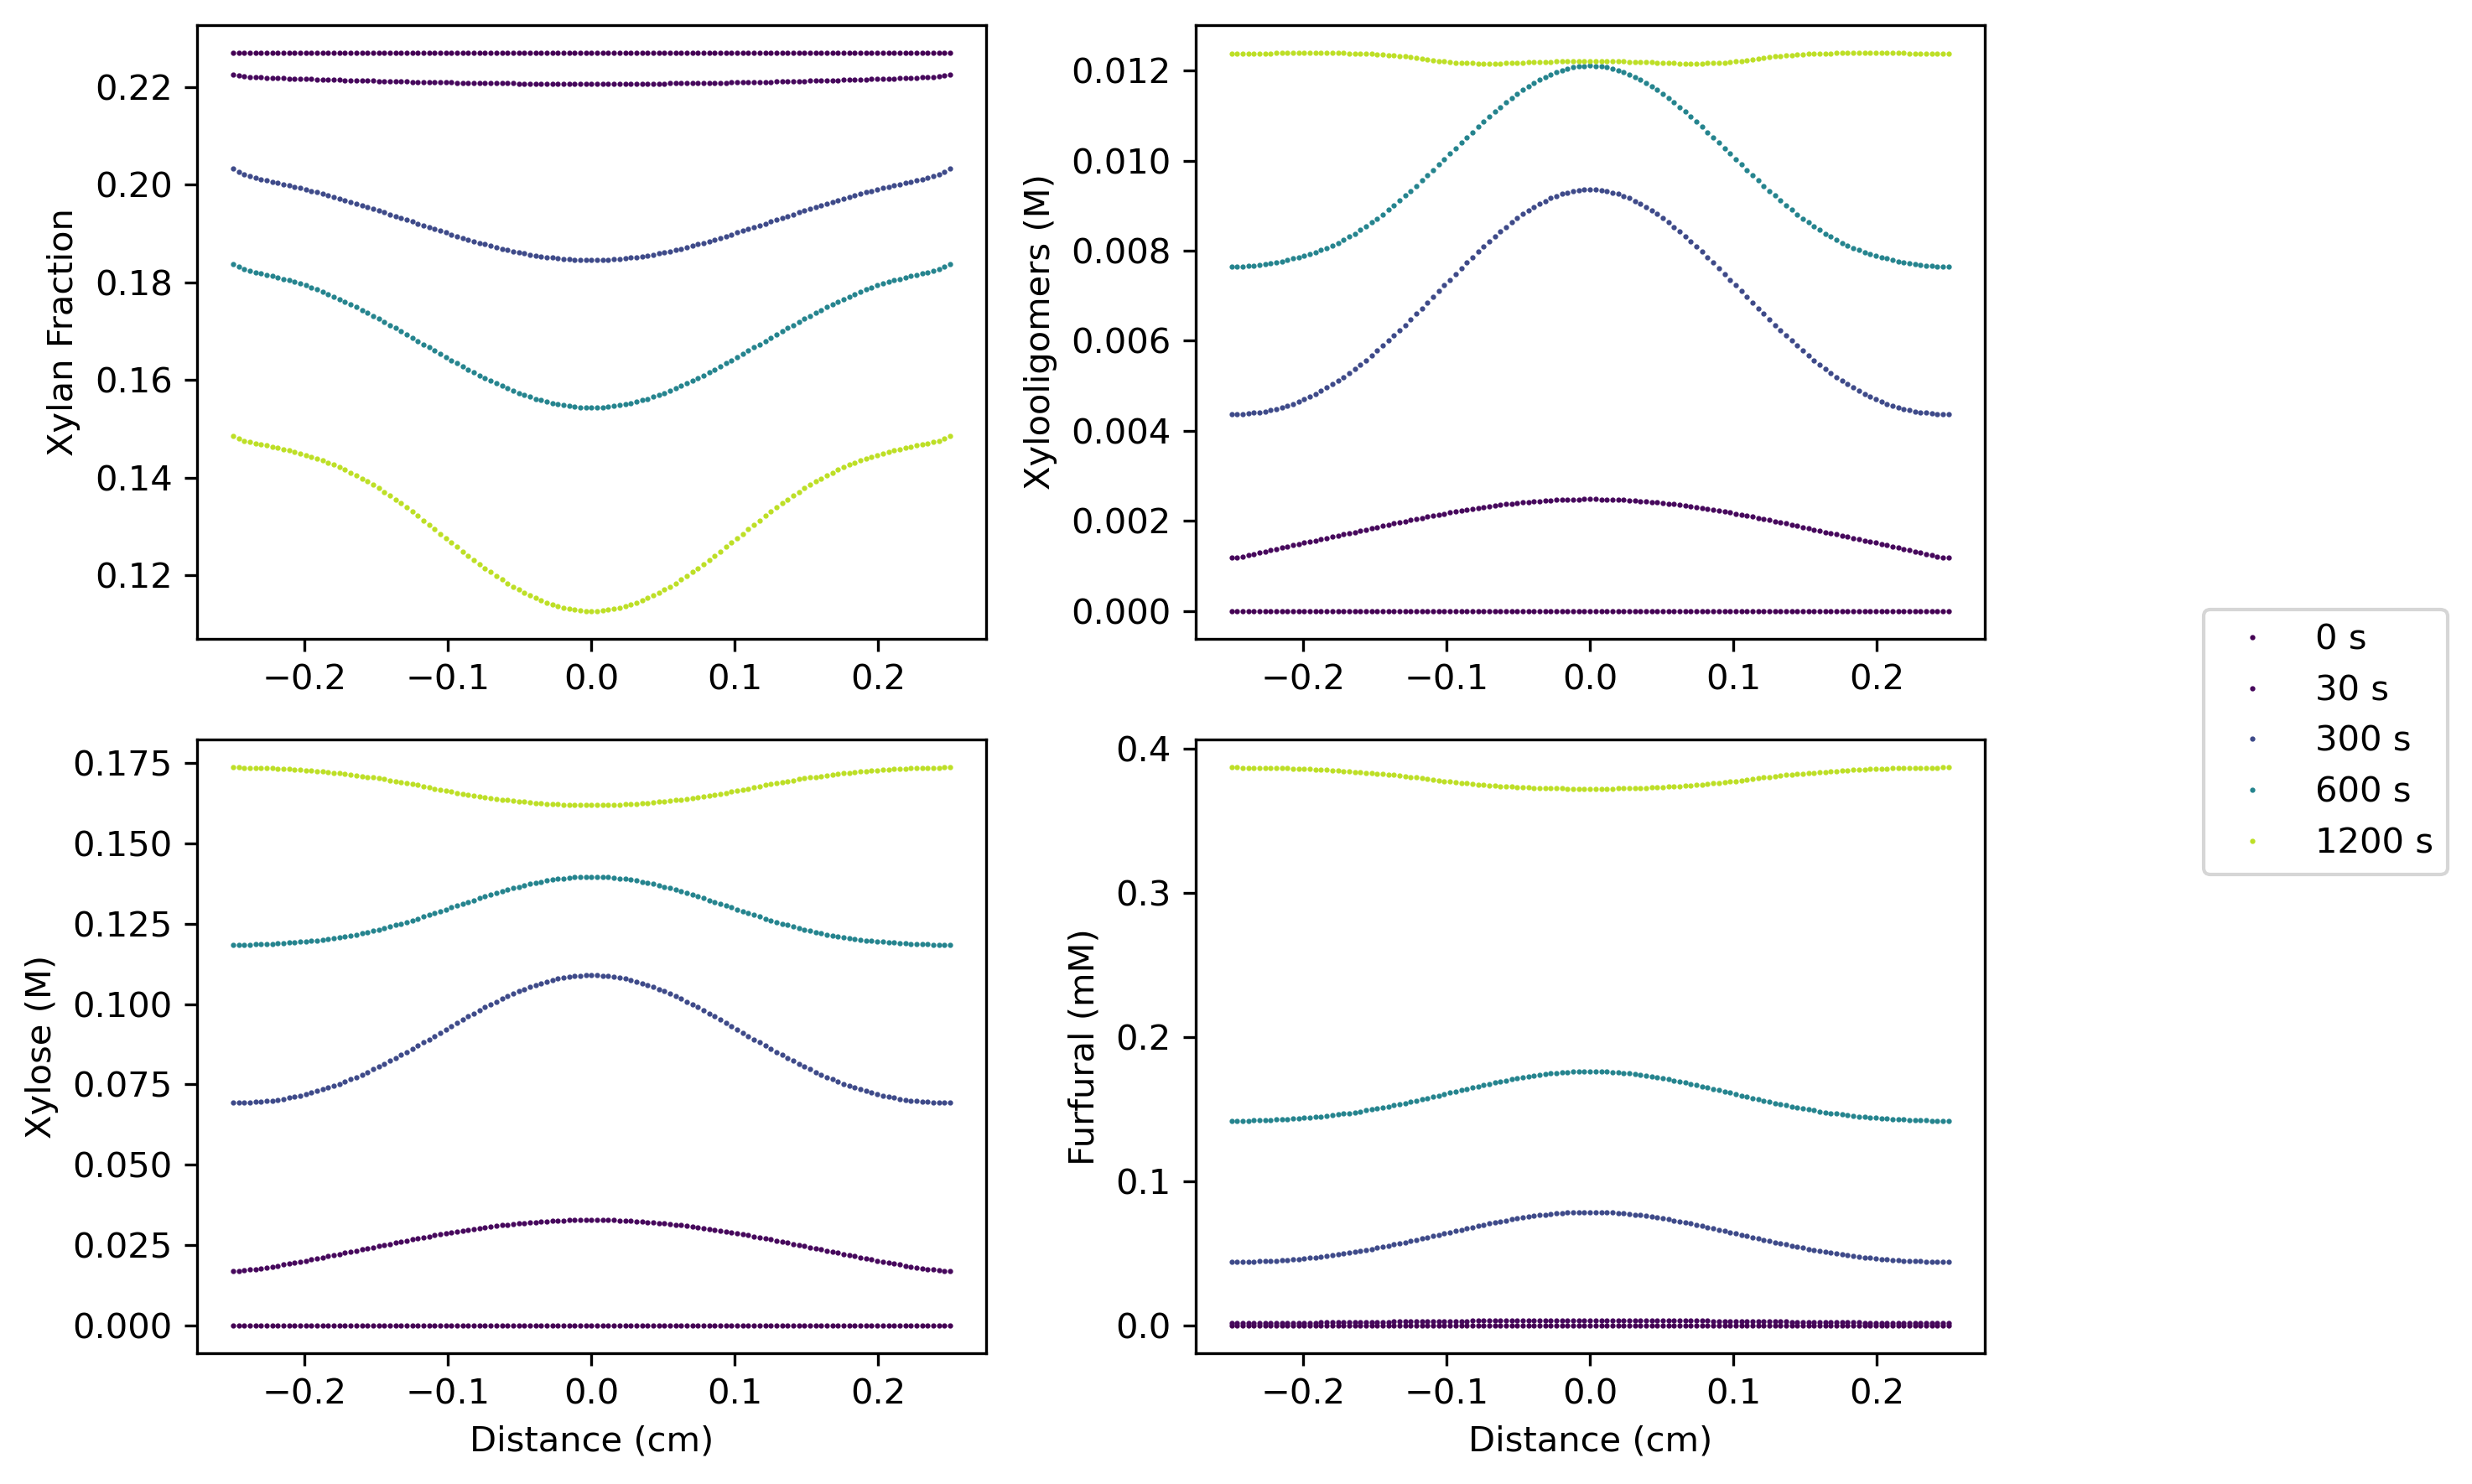 Xylan Fraction
0.22
0.20
0.18
0.16
0.14
0.12
−0.2 −0.1 0.0 0.1 0.2
Xylooligomers (M)
0.012
0.010
0.008
0.006
0.004
0.002
0.000
−0.2 −0.1 0.0 0.1 0.2
Xylose (M)
0.175
0.150
0.125
0.100
0.075
0.050
0.025
0.000
−0.2 −0.1 0.0 0.1 0.2
Distance (cm)
Furfural (mM)
0.4
0.3
0.2
0.1
0.0
−0.2 −0.1 0.0 0.1 0.2
Distance (cm)
0 s
30 s
300 s
600 s
1200 s